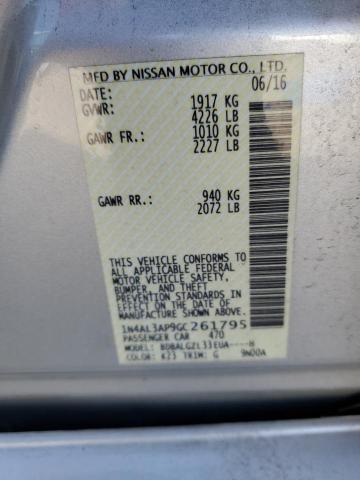 MFD BY NISSAN MOTOR CO., LTD.
DATE: 06/16
GVWR: 1917 KG
4226 LB
GAWR FR.: 1010 KG
2227 LB
GAWR RR.: 940 KG
2072 LB
THIS VEHICLE CONFORMS TO ALL
APPLICABLE FEDERAL
MOTOR VEHICLE SAFETY,
BUMPER, AND THEFT
PREVENTION STANDARDS
IN EFFECT ON THE DATE OF
MANUFACTURE SHOWN ABOVE.
1N4AL3AP9GC261795
PASSENGER CAR 470
MODEL: BDBALGZL33EUA----B
COLOR: K23 TRIM: G 9N00A